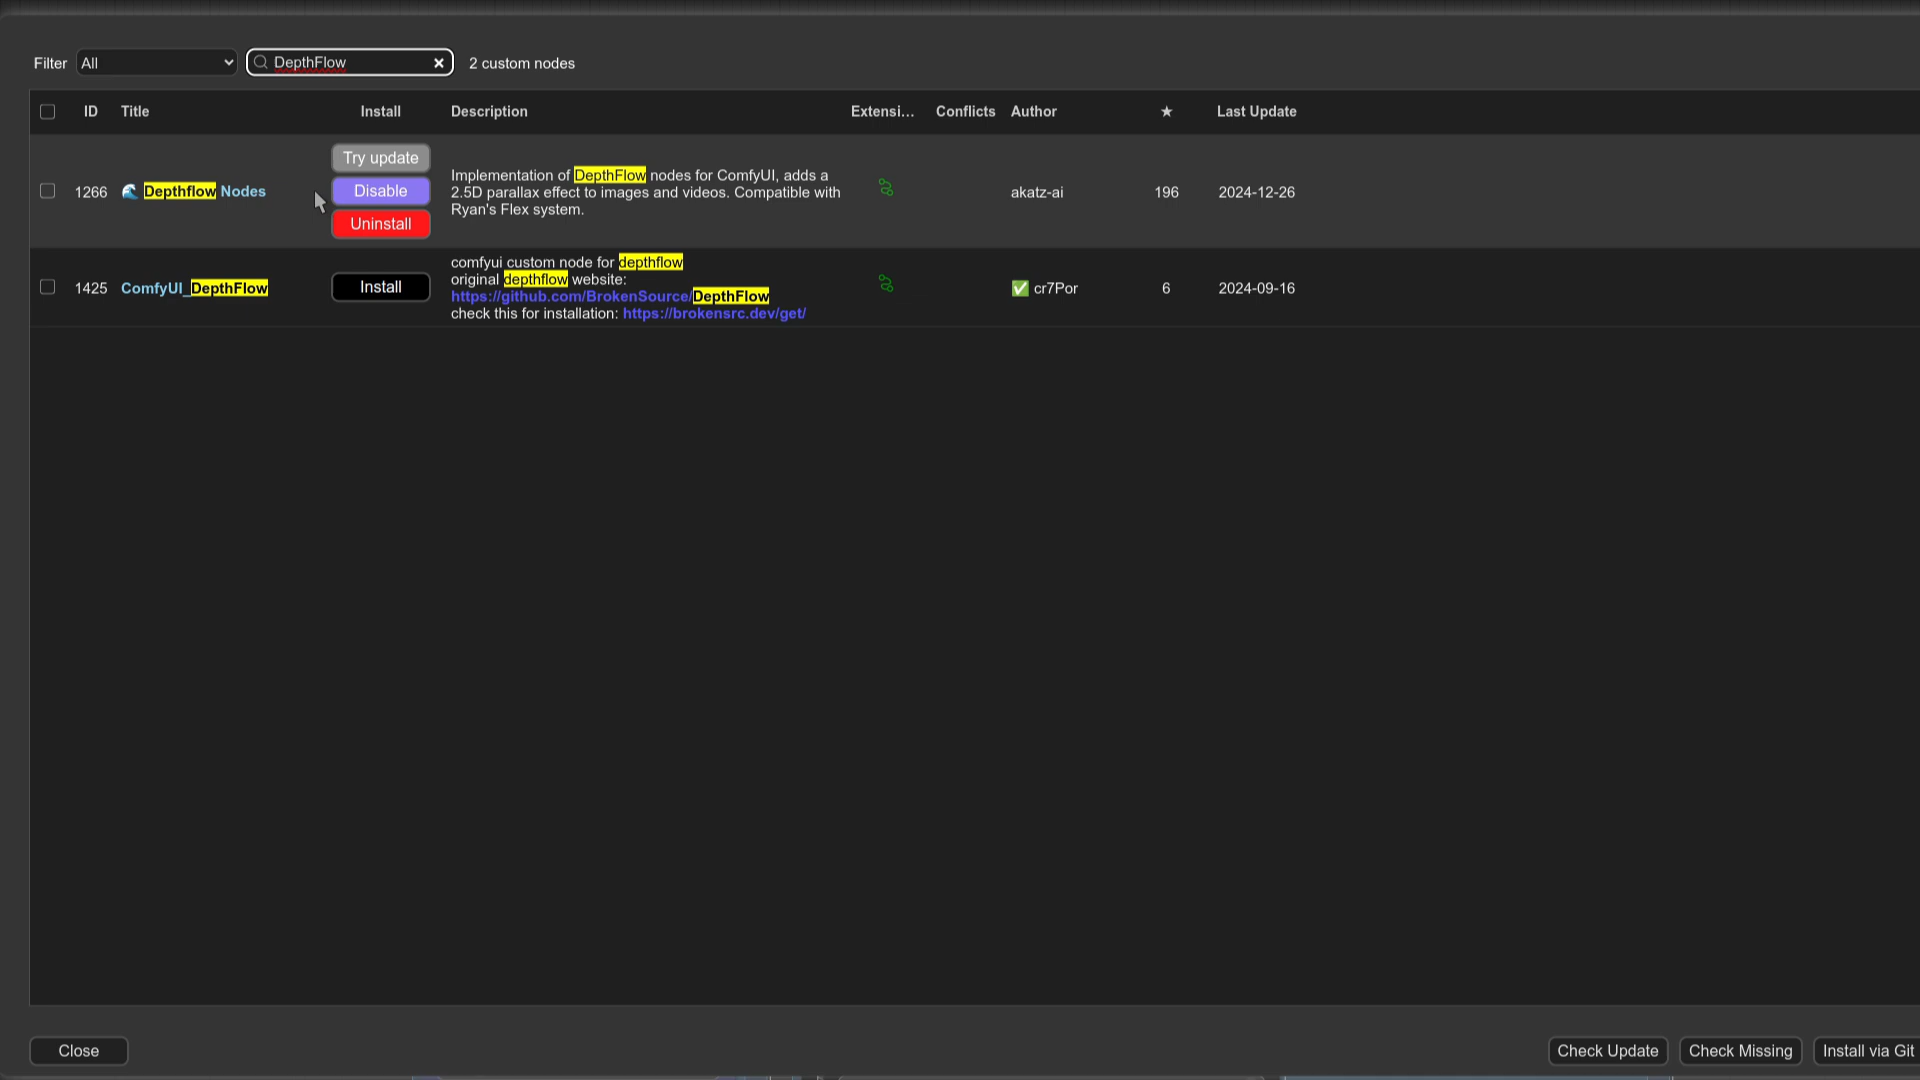 Filter All DepthFlow 2 custom nodes
ID Title Install Description Extensi... Conflicts Author ★ Last Update
1266 🌊 Depthflow Nodes
Try update
Disable
Uninstall
Implementation of DepthFlow nodes for ComfyUI, adds a
2.5D parallax effect to images and videos. Compatible with
Ryan's Flex system.
akatz-ai 196 2024-12-26
1425 ComfyUI_DepthFlow Install
comfyui custom node for depthflow
original depthflow website:
https://github.com/BrokenSource/DepthFlow
check this for installation: https://brokensrc.dev/get/
✅ cr7Por 6 2024-09-16
Close Check Update Check Missing Install via Git